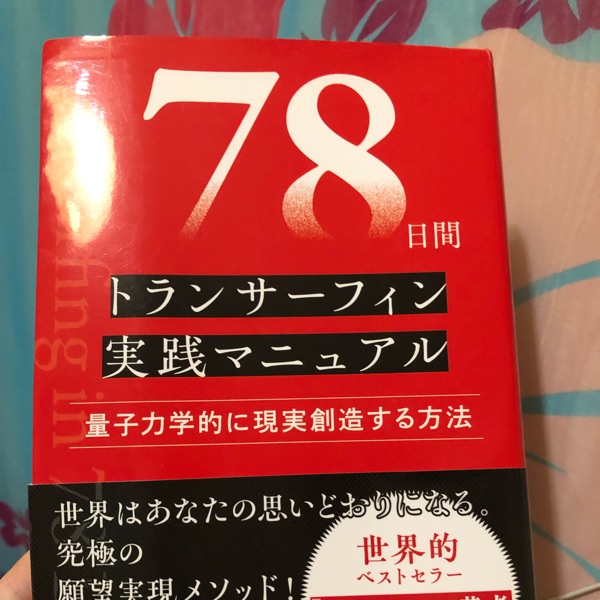 78
日間
トランサーフィン
実践マニュアル
量子力学的に現実創造する方法
世界はあなたの思いどおりになる。
究極の
願望実現メソッド!
世界的
ベストセラー
fing in 78